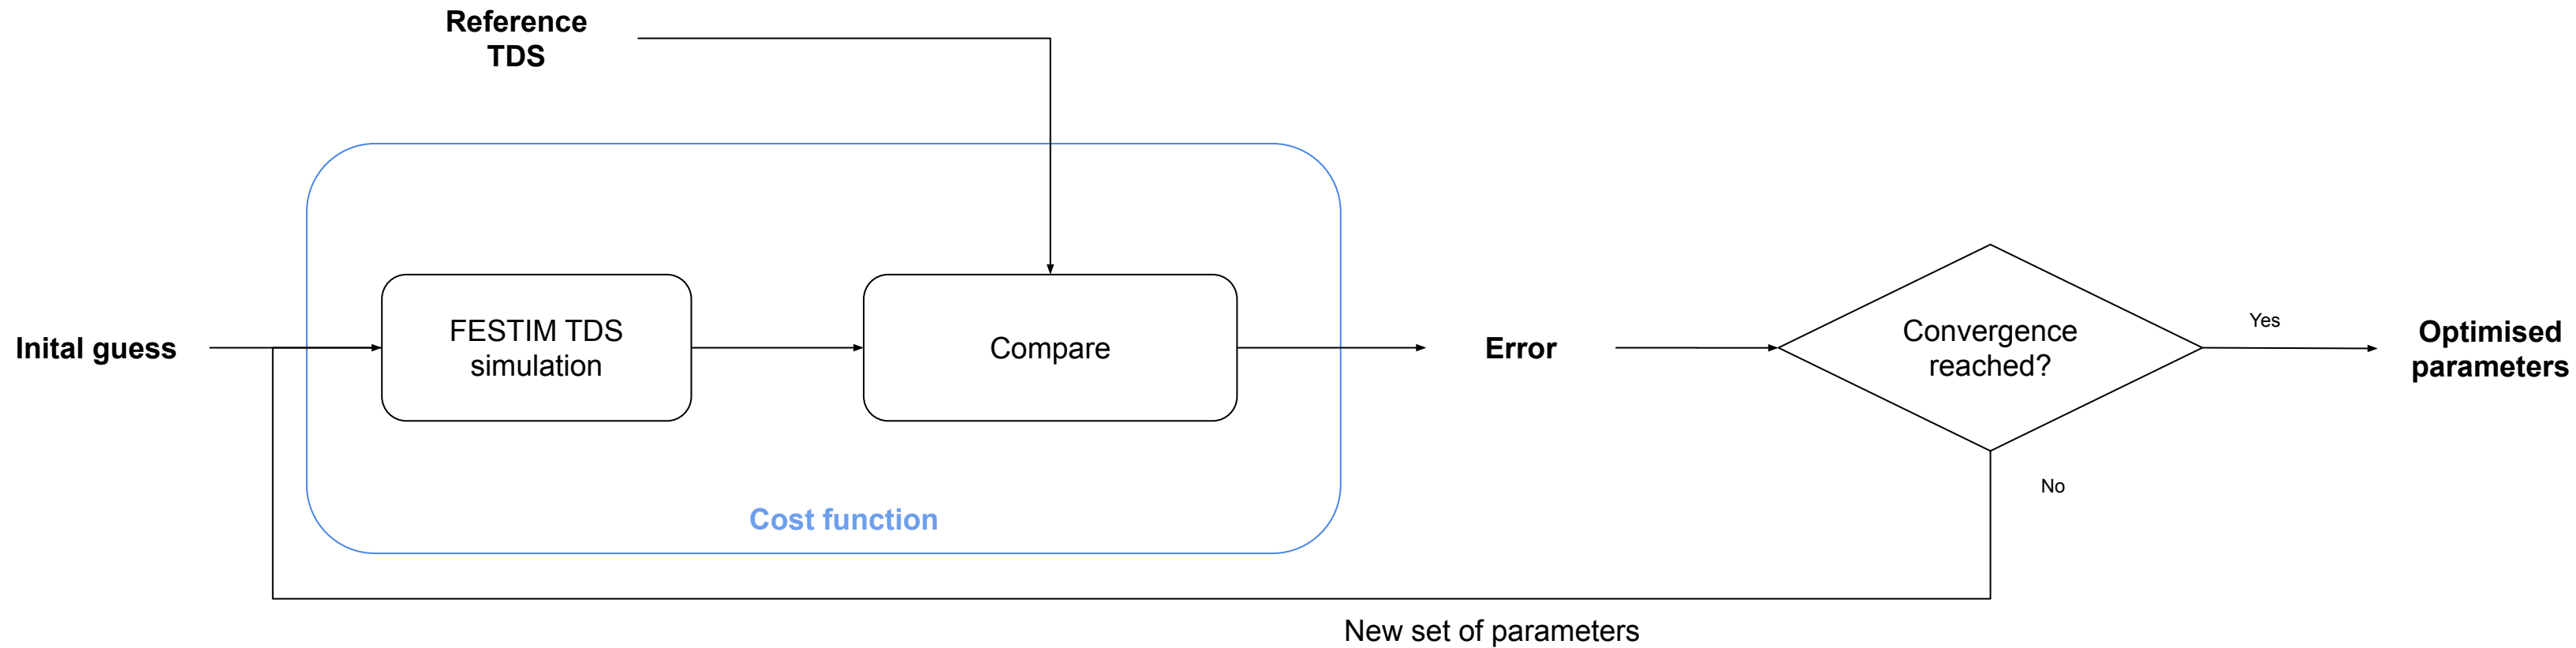 Reference
TDS
Inital guess
FESTIM TDS
simulation
Compare
Error
Convergence
reached?
Yes
Optimised
parameters
No
Cost function
New set of parameters